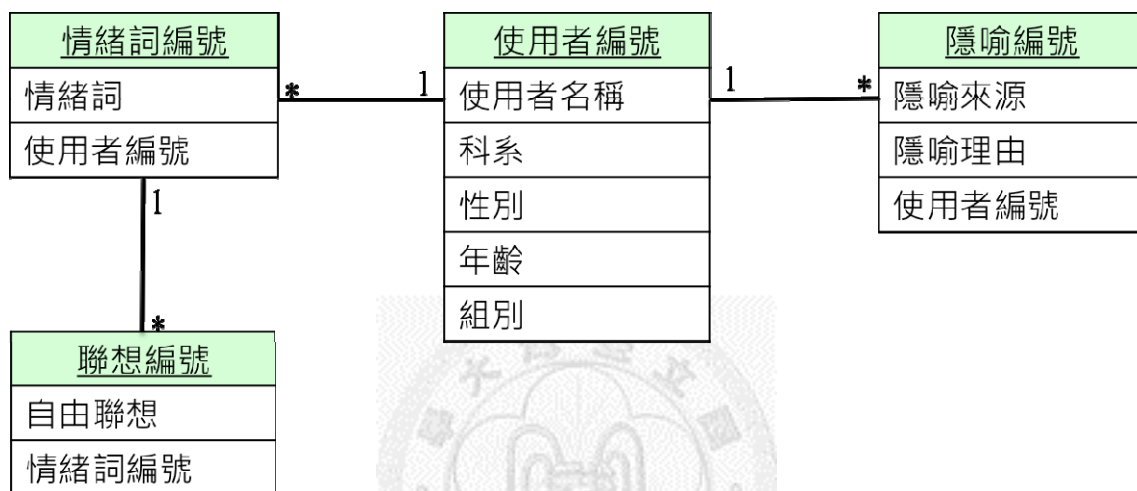 情緒詞編號
情緒詞
使用者編號
*
1
使用者編號
使用者名稱
科系
性別
年齡
組別
1
*
隱喻編號
隱喻來源
隱喻理由
使用者編號
1
*
聯想編號
自由聯想
情緒詞編號